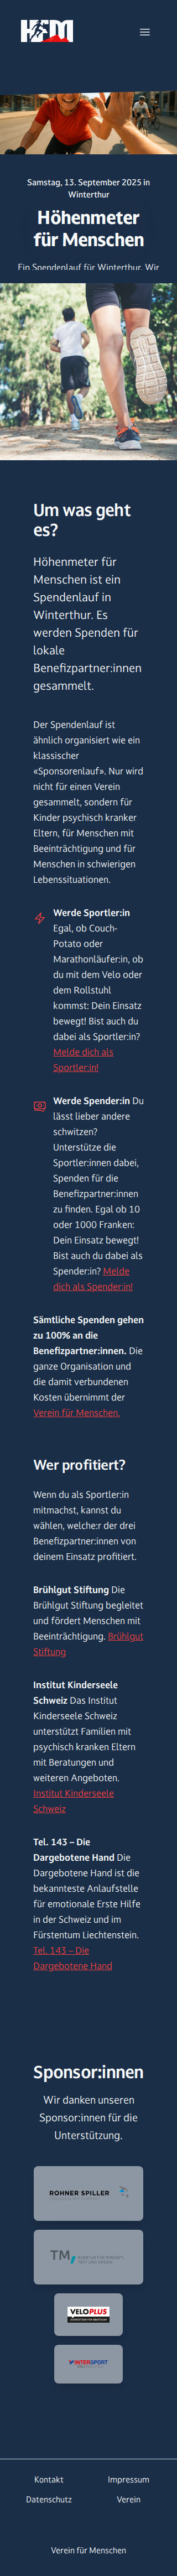 HFM
Samstag, 13. September 2025 in
Winterthur
Höhenmeter
für Menschen
Ein Spendenlauf für Winterthur. Wir
Um was geht
es?
Höhenmeter für
Menschen ist ein
Spendenlauf in
Winterthur. Es
werden Spenden für
lokale
Benefizpartner:innen
gesammelt.
Der Spendenlauf ist
ähnlich organisiert wie ein
klassischer
«Sponsorenlauf». Nur wird
nicht für einen Verein
gesammelt, sondern für
Kinder psychisch kranker
Eltern, für Menschen mit
Beeinträchtigung und für
Menschen in schwierigen
Lebenssituationen.
Werde Sportler:in
Egal, ob Couch-
Potato oder
Marathonläufer:in, ob
du mit dem Velo oder
dem Rollstuhl
kommst: Dein Einsatz
bewegt! Bist auch du
dabei als Sportler:in?
Melde dich als
Sportler:in!
Werde Spender:in Du
lässt lieber andere
schwitzen?
Unterstütze die
Sportler:innen dabei,
Spenden für die
Benefizpartner:innen
zu finden. Egal ob 10
oder 1000 Franken:
Dein Einsatz bewegt!
Bist auch du dabei als
Spender:in? Melde
dich als Spender:in!
Sämtliche Spenden gehen
zu 100% an die
Benefizpartner:innen. Die
ganze Organisation und
die damit verbundenen
Kosten übernimmt der
Verein für Menschen.
Wer profitiert?
Wenn du als Sportler:in
mitmachst, kannst du
wählen, welche:r der drei
Benefizpartner:innen von
deinem Einsatz profitiert.
Brühlgut Stiftung Die
Brühlgut Stiftung begleitet
und fördert Menschen mit
Beeinträchtigung. Brühlgut
Stiftung
Institut Kinderseele
Schweiz Das Institut
Kinderseele Schweiz
unterstützt Familien mit
psychisch kranken Eltern
mit Beratungen und
weiteren Angeboten.
Institut Kinderseele
Schweiz
Tel. 143 – Die
Dargebotene Hand Die
Dargebotene Hand ist die
bekannteste Anlaufstelle
für emotionale Erste Hilfe
in der Schweiz und im
Fürstentum Liechtenstein.
Tel. 143 – Die
Dargebotene Hand
Sponsor:innen
Wir danken unseren
Sponsor:innen für die
Unterstützung.
ROHNER SPILLER
TM
VELOPLUS
INTERSPORT
Kontakt
Impressum
Datenschutz
Verein
Verein für Menschen